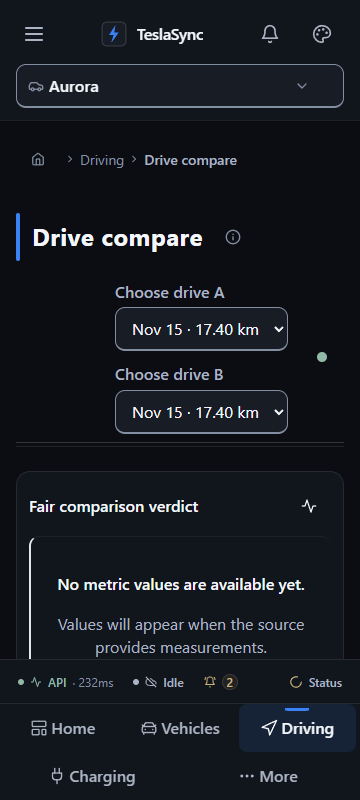 TeslaSync
Aurora
Driving
Drive compare
Drive compare
Choose drive A
Nov 15 · 17.40 km
Choose drive B
Nov 15 · 17.40 km
Fair comparison verdict
No metric values are available yet.
Values will appear when the source
provides measurements.
API · 232ms
Idle
2
Status
Home
Vehicles
Driving
Charging
More